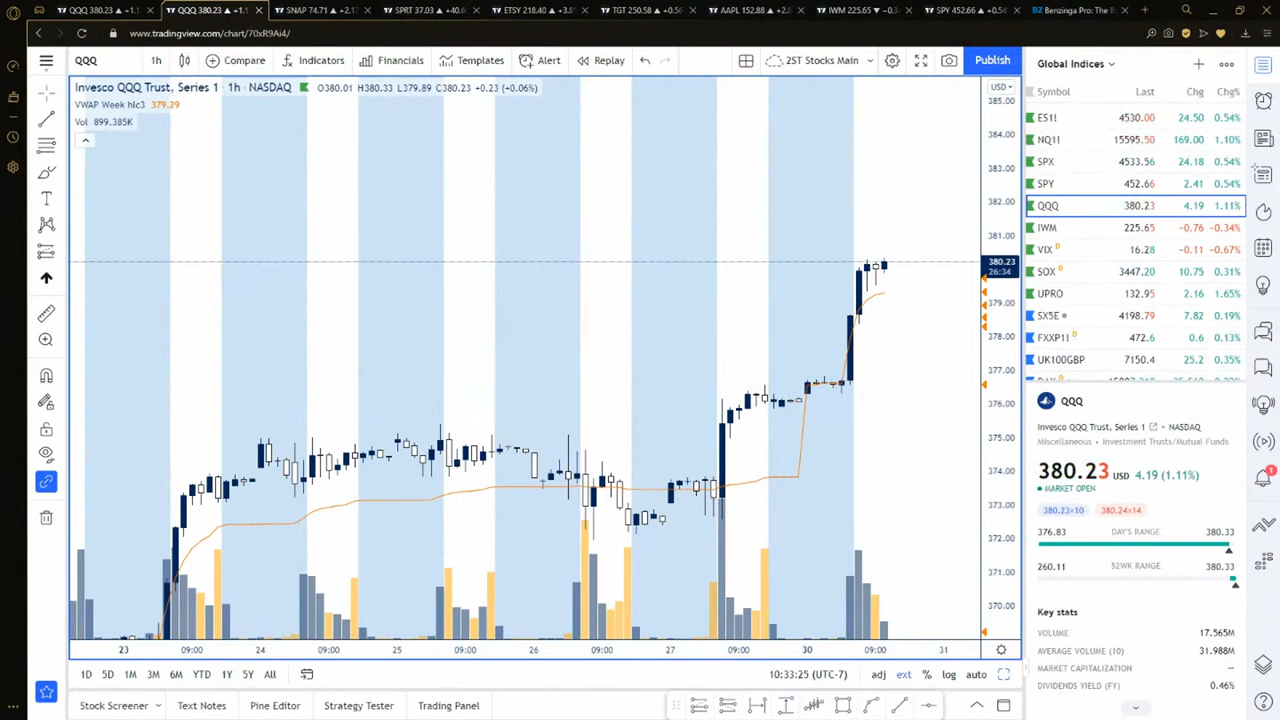 QQQ 380.23 ▲ +1.1
QQQ 380.23 ▲ +1.1
SNAP 74.71 ▲ +2.1
SPRT 37.03 ▲ +40.
ETSY 218.40 ▲ +3.8
TGT 250.58 ▲ +0.5
AAPL 152.88 ▲ +
IWM 225.65 ▼ −0.3
SPY 452.66 ▲ +0.5
Benzinga Pro: The B
www.tradingview.com/chart/70xR9Ai4/
QQQ 1h Compare Indicators Financials Templates Alert Replay 2ST Stocks Main Publish
Invesco QQQ Trust, Series 1 · 1h · NASDAQ O380.01 H380.33 L379.89 C380.23 +0.23 (+0.06%)
VWAP Week hlc3 379.29
Vol 899.385K
USD
385.00
384.00
383.00
382.00
381.00
380.23
26:34
379.00
378.00
377.00
376.00
375.00
374.00
373.00
372.00
371.00
370.00
23 09:00 24 09:00 25 09:00 26 09:00 27 09:00 30 09:00 31
1D 5D 1M 3M 6M YTD 1Y 5Y All 10:33:25 (UTC-7) adj ext % log auto
Stock Screener Text Notes Pine Editor Strategy Tester Trading Panel
Global Indices
Symbol Last Chg Chg%
ES1! 4530.00 24.50 0.54%
NQ1! 15595.50 169.00 1.10%
SPX 4533.56 24.18 0.54%
SPY 452.66 2.41 0.54%
QQQ 380.23 4.19 1.11%
IWM 225.65 −0.76 −0.34%
VIX D 16.28 −0.11 −0.67%
SOX D 3447.20 10.75 0.31%
UPRO 132.95 2.16 1.65%
SX5E 4198.79 7.82 0.19%
FXXP1! D 472.6 0.6 0.13%
UK100GBP 7150.4 25.2 0.35%
QQQ
Invesco QQQ Trust, Series 1 • NASDAQ
Miscellaneous • Investment Trusts/Mutual Funds
380.23 USD 4.19 (1.11%)
MARKET OPEN
380.23×10 380.24×14
376.83 DAY'S RANGE 380.33
260.11 52WK RANGE 380.33
Key stats
VOLUME 17.565M
AVERAGE VOLUME (10) 31.988M
MARKET CAPITALIZATION —
DIVIDENDS YIELD (FY) 0.46%
1